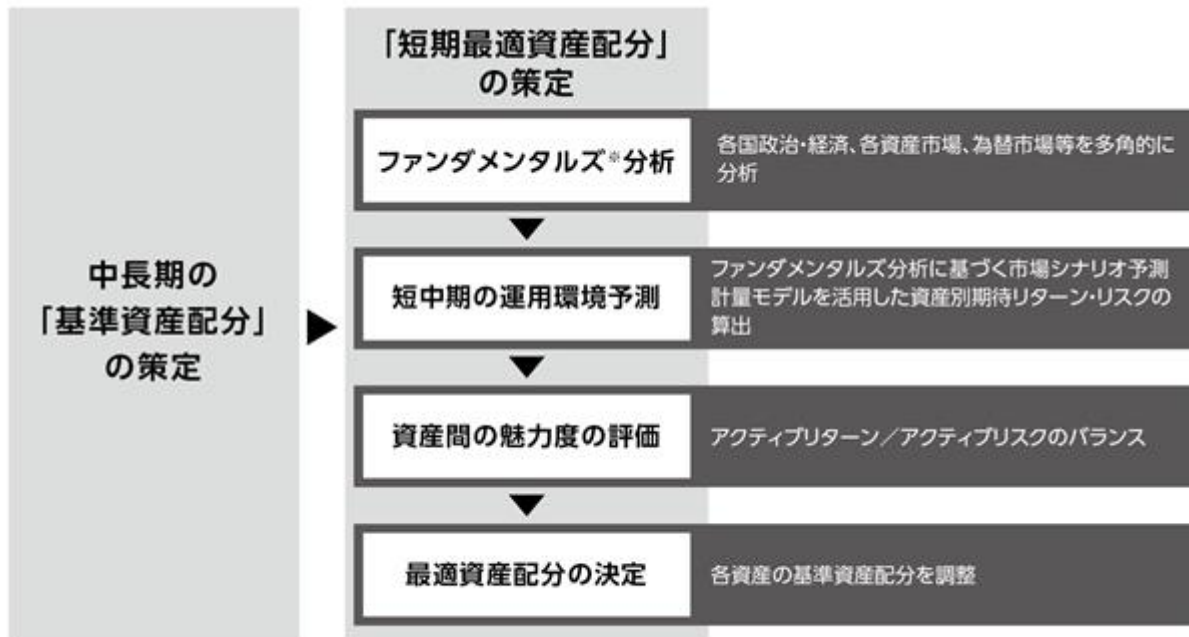 中長期の
「基準資産配分」
の策定
「短期最適資産配分」
の策定
ファンダメンタルズ※分析
各国政治・経済、各資産市場、為替市場等を多角的に
分析
短中期の運用環境予測
ファンダメンタルズ分析に基づく市場シナリオ予測
計量モデルを活用した資産別期待リターン・リスクの
算出
資産間の魅力度の評価
アクティブリターン／アクティブリスクのバランス
最適資産配分の決定
各資産の基準資産配分を調整